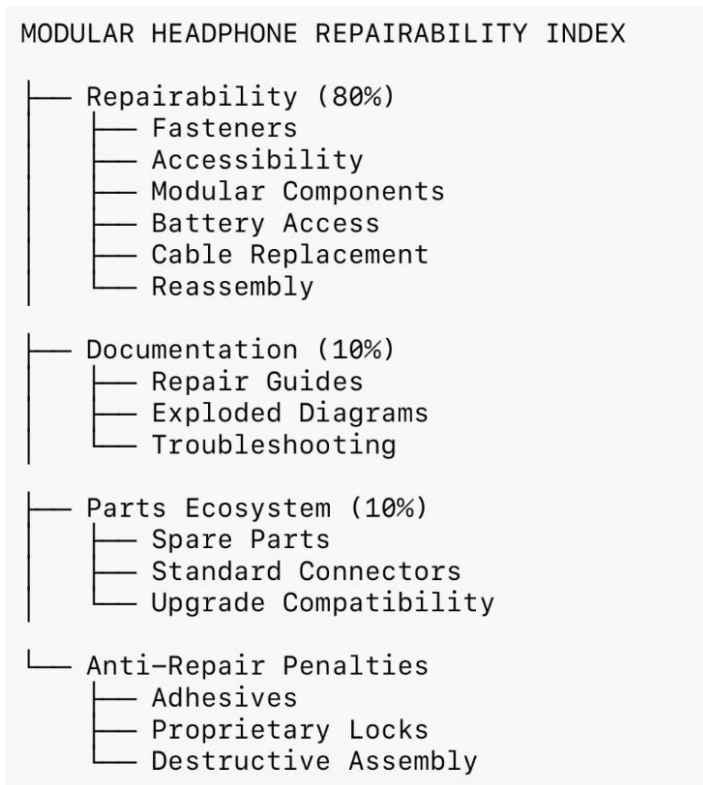 MODULAR HEADPHONE REPAIRABILITY INDEX
├── Repairability (80%)
│   ├── Fasteners
│   ├── Accessibility
│   ├── Modular Components
│   ├── Battery Access
│   ├── Cable Replacement
│   └── Reassembly
├── Documentation (10%)
│   ├── Repair Guides
│   ├── Exploded Diagrams
│   └── Troubleshooting
├── Parts Ecosystem (10%)
│   ├── Spare Parts
│   ├── Standard Connectors
│   └── Upgrade Compatibility
└── Anti-Repair Penalties
    ├── Adhesives
    ├── Proprietary Locks
    └── Destructive Assembly